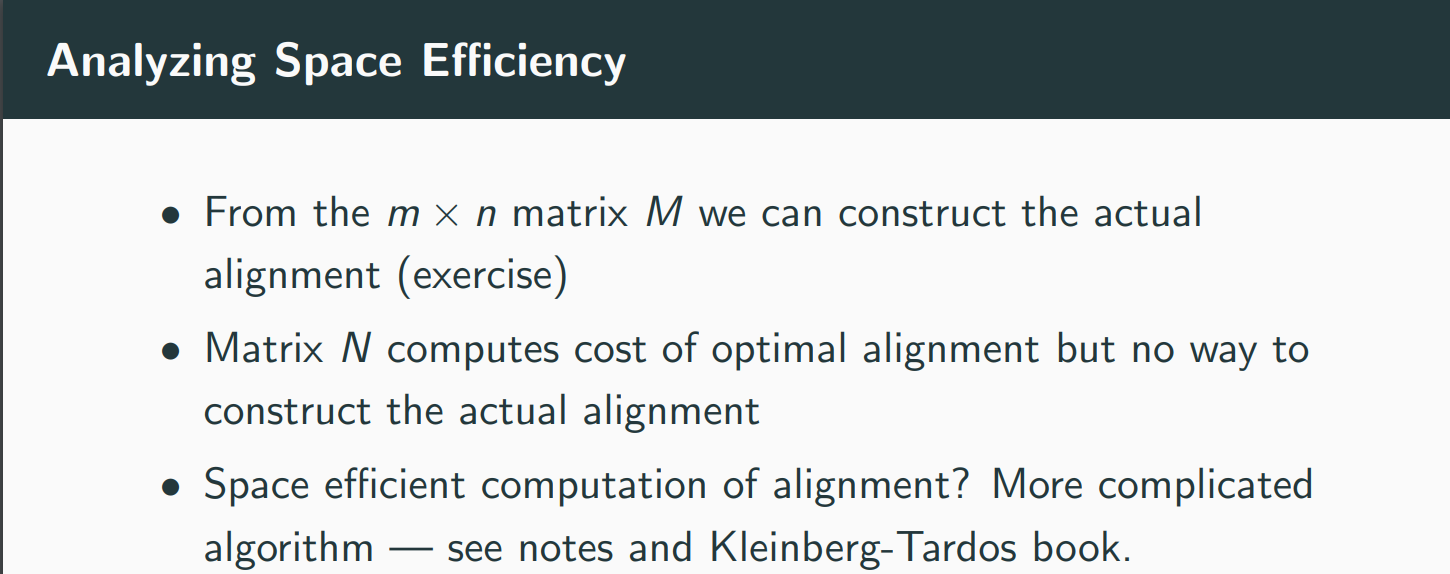 Analyzing Space Efficiency
• From the m × n matrix M we can construct the actual
alignment (exercise)
• Matrix N computes cost of optimal alignment but no way to
construct the actual alignment
• Space efficient computation of alignment? More complicated
algorithm — see notes and Kleinberg-Tardos book.